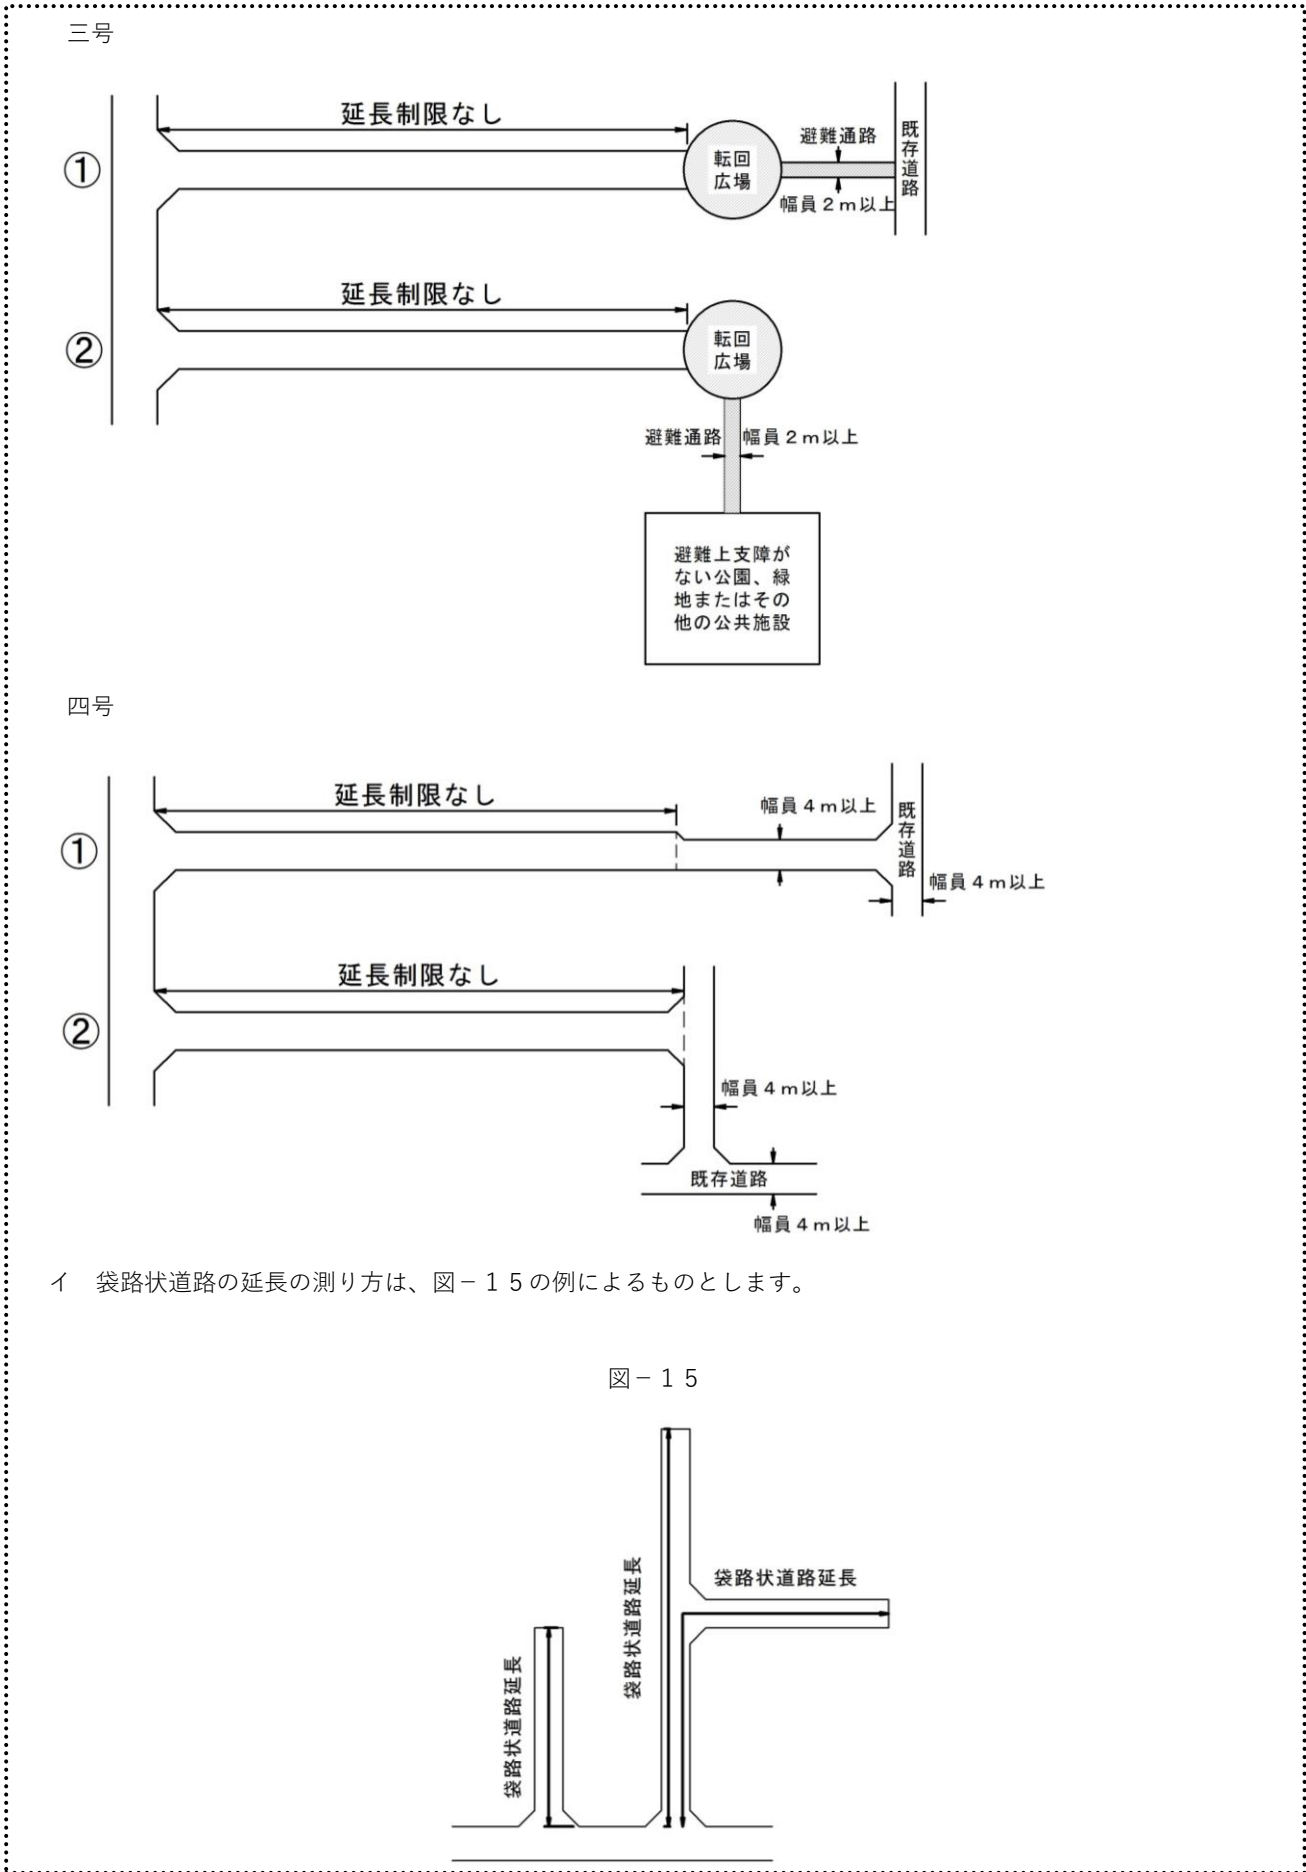 三号
延長制限なし
①
転回
広場
避難通路
幅員２ｍ以上
既存道路
延長制限なし
②
転回
広場
避難通路
幅員２ｍ以上
避難上支障が
ない公園、緑
地またはその
他の公共施設
四号
延長制限なし
①
幅員４ｍ以上
既存道路
幅員４ｍ以上
延長制限なし
②
幅員４ｍ以上
既存道路
幅員４ｍ以上
イ　袋路状道路の延長の測り方は、図－１５の例によるものとします。
図－１５
袋路状道路延長
袋路状道路延長
袋路状道路延長